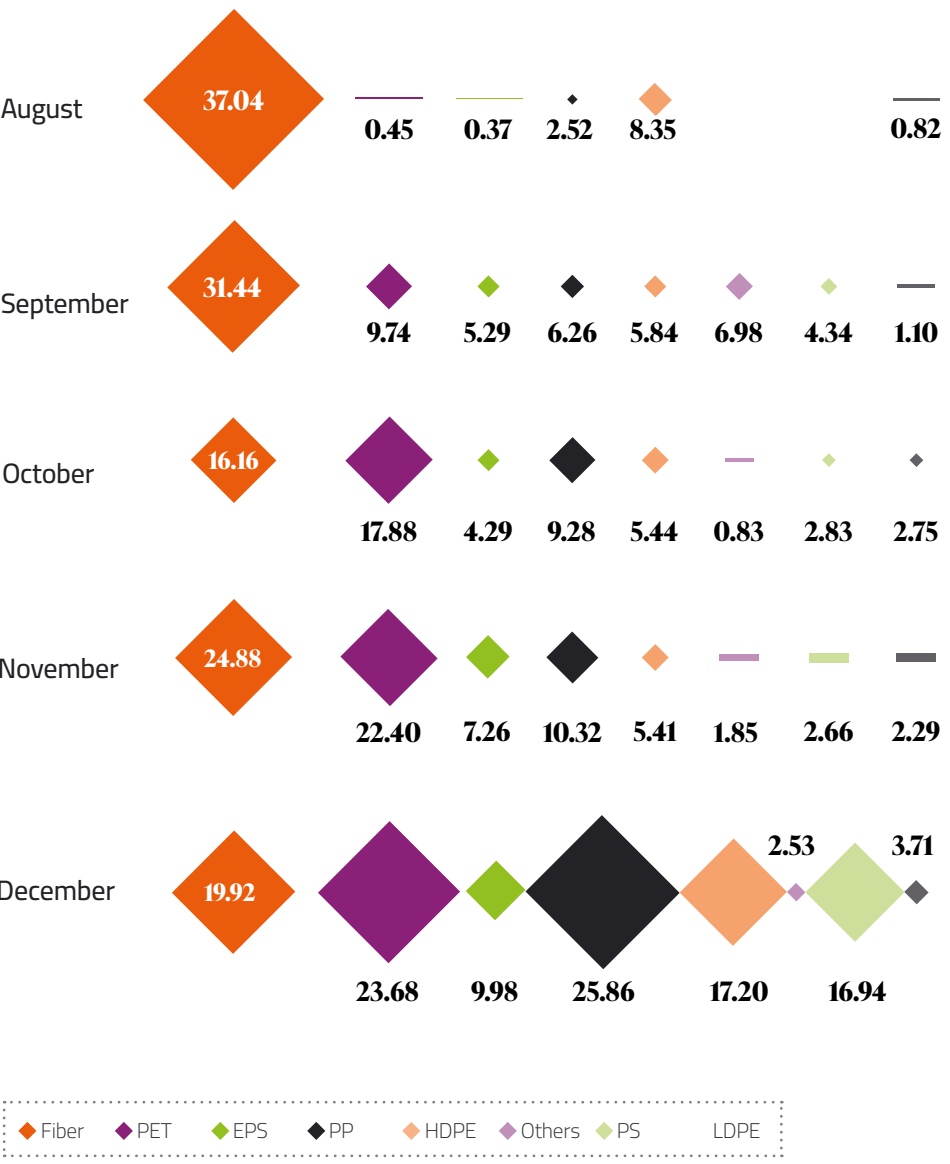 August 37.04 0.45 0.37 2.52 8.35 0.82
September 31.44 9.74 5.29 6.26 5.84 6.98 4.34 1.10
October 16.16 17.88 4.29 9.28 5.44 0.83 2.83 2.75
November 24.88 22.40 7.26 10.32 5.41 1.85 2.66 2.29
2.53 3.71
December 19.92
23.68 9.98 25.86 17.20 16.94
Fiber PET EPS PP HDPE Others PS LDPE